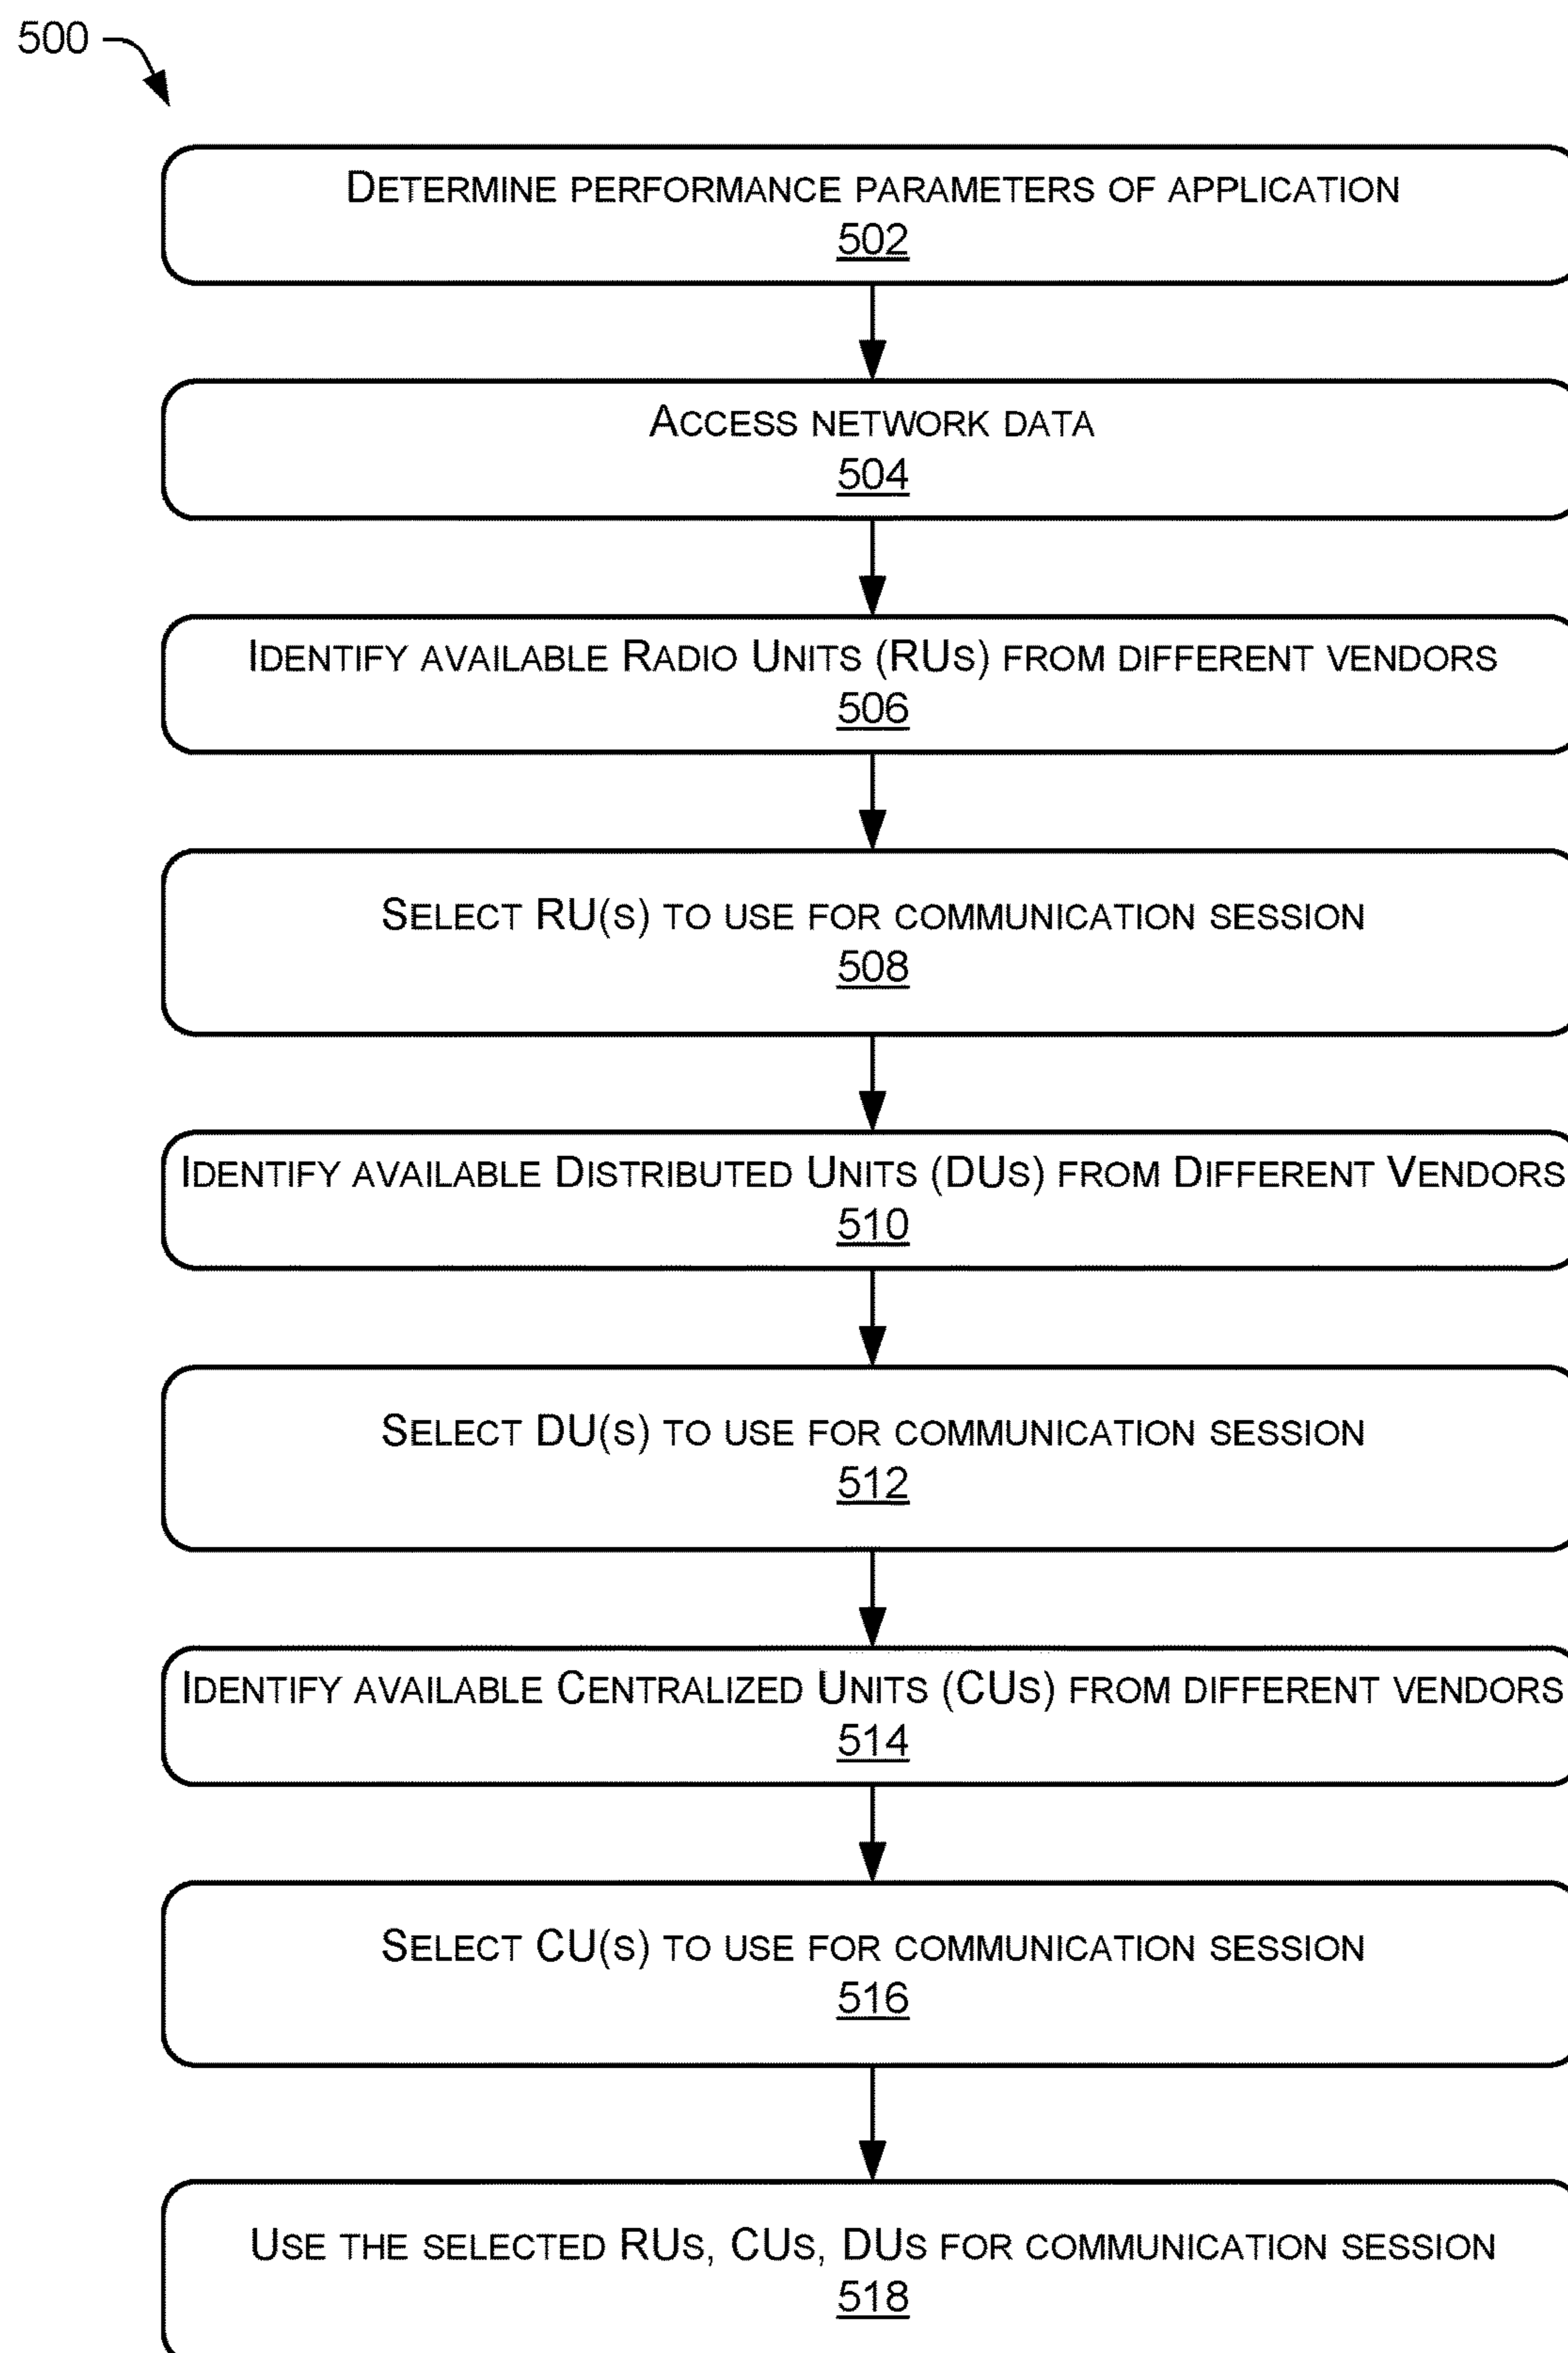 500
DETERMINE PERFORMANCE PARAMETERS OF APPLICATION
502
ACCESS NETWORK DATA
504
IDENTIFY AVAILABLE RADIO UNITS (RUS) FROM DIFFERENT VENDORS
506
SELECT RU(S) TO USE FOR COMMUNICATION SESSION
508
IDENTIFY AVAILABLE DISTRIBUTED UNITS (DUS) FROM DIFFERENT VENDORS
510
SELECT DU(S) TO USE FOR COMMUNICATION SESSION
512
IDENTIFY AVAILABLE CENTRALIZED UNITS (CUS) FROM DIFFERENT VENDORS
514
SELECT CU(S) TO USE FOR COMMUNICATION SESSION
516
USE THE SELECTED RUS, CUS, DUS FOR COMMUNICATION SESSION
518